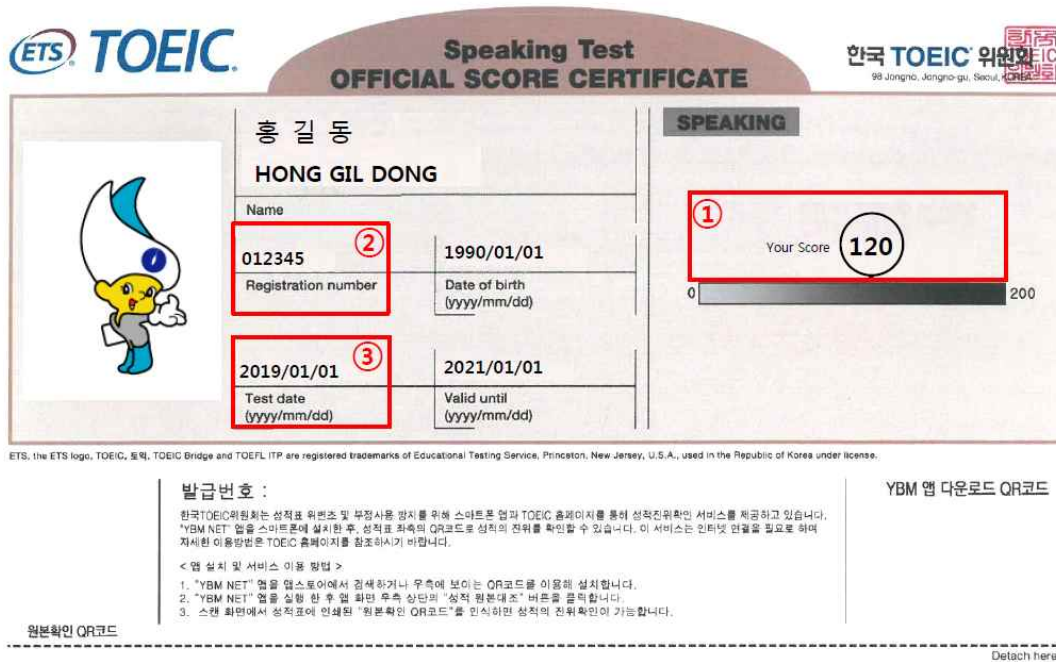 ETS TOEIC.
Speaking Test
OFFICIAL SCORE CERTIFICATE
한국 TOEIC 위원회
98 Jongno, Jongno-gu, Seoul, KOREA
홍 길 동
HONG GIL DONG
Name
②
012345
Registration number
1990/01/01
Date of birth
(yyyy/mm/dd)
③
2019/01/01
Test date
(yyyy/mm/dd)
2021/01/01
Valid until
(yyyy/mm/dd)
SPEAKING
①
Your Score 120
0 200
ETS, the ETS logo, TOEIC, 토익, TOEIC Bridge and TOEFL ITP are registered trademarks of Educational Testing Service, Princeton, New Jersey, U.S.A., used in the Republic of Korea under license.
발급번호 :
한국TOEIC위원회는 성적표 위변조 및 부정사용 방지를 위해 스마트폰 앱과 TOEIC 홈페이지를 통해 성적진위확인 서비스를 제공하고 있습니다.
"YBM NET" 앱을 스마트폰에 설치한 후, 성적표 좌측의 QR코드로 성적의 진위를 확인할 수 있습니다. 이 서비스는 인터넷 연결을 필요로 하며
자세한 이용방법은 TOEIC 홈페이지를 참조하시기 바랍니다.
< 앱 설치 및 서비스 이용 방법 >
1. "YBM NET" 앱을 앱스토어에서 검색하거나 우측에 보이는 QR코드를 이용해 설치합니다.
2. "YBM NET" 앱을 실행 한 후 앱 화면 우측 상단의 "성적 원본대조" 버튼을 클릭합니다.
3. 스캔 화면에서 성적표에 인쇄된 "원본확인 QR코드"를 인식하면 성적의 진위확인이 가능합니다.
YBM 앱 다운로드 QR코드
원본확인 QR코드
Detach here